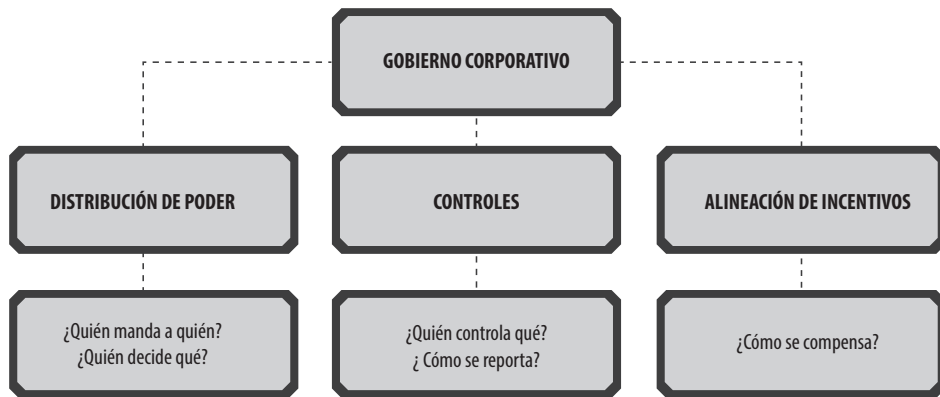 GOBIERNO CORPORATIVO
DISTRIBUCIÓN DE PODER
CONTROLES
ALINEACIÓN DE INCENTIVOS
¿Quién manda a quién?
¿Quién decide qué?
¿Quién controla qué?
¿ Cómo se reporta?
¿Cómo se compensa?